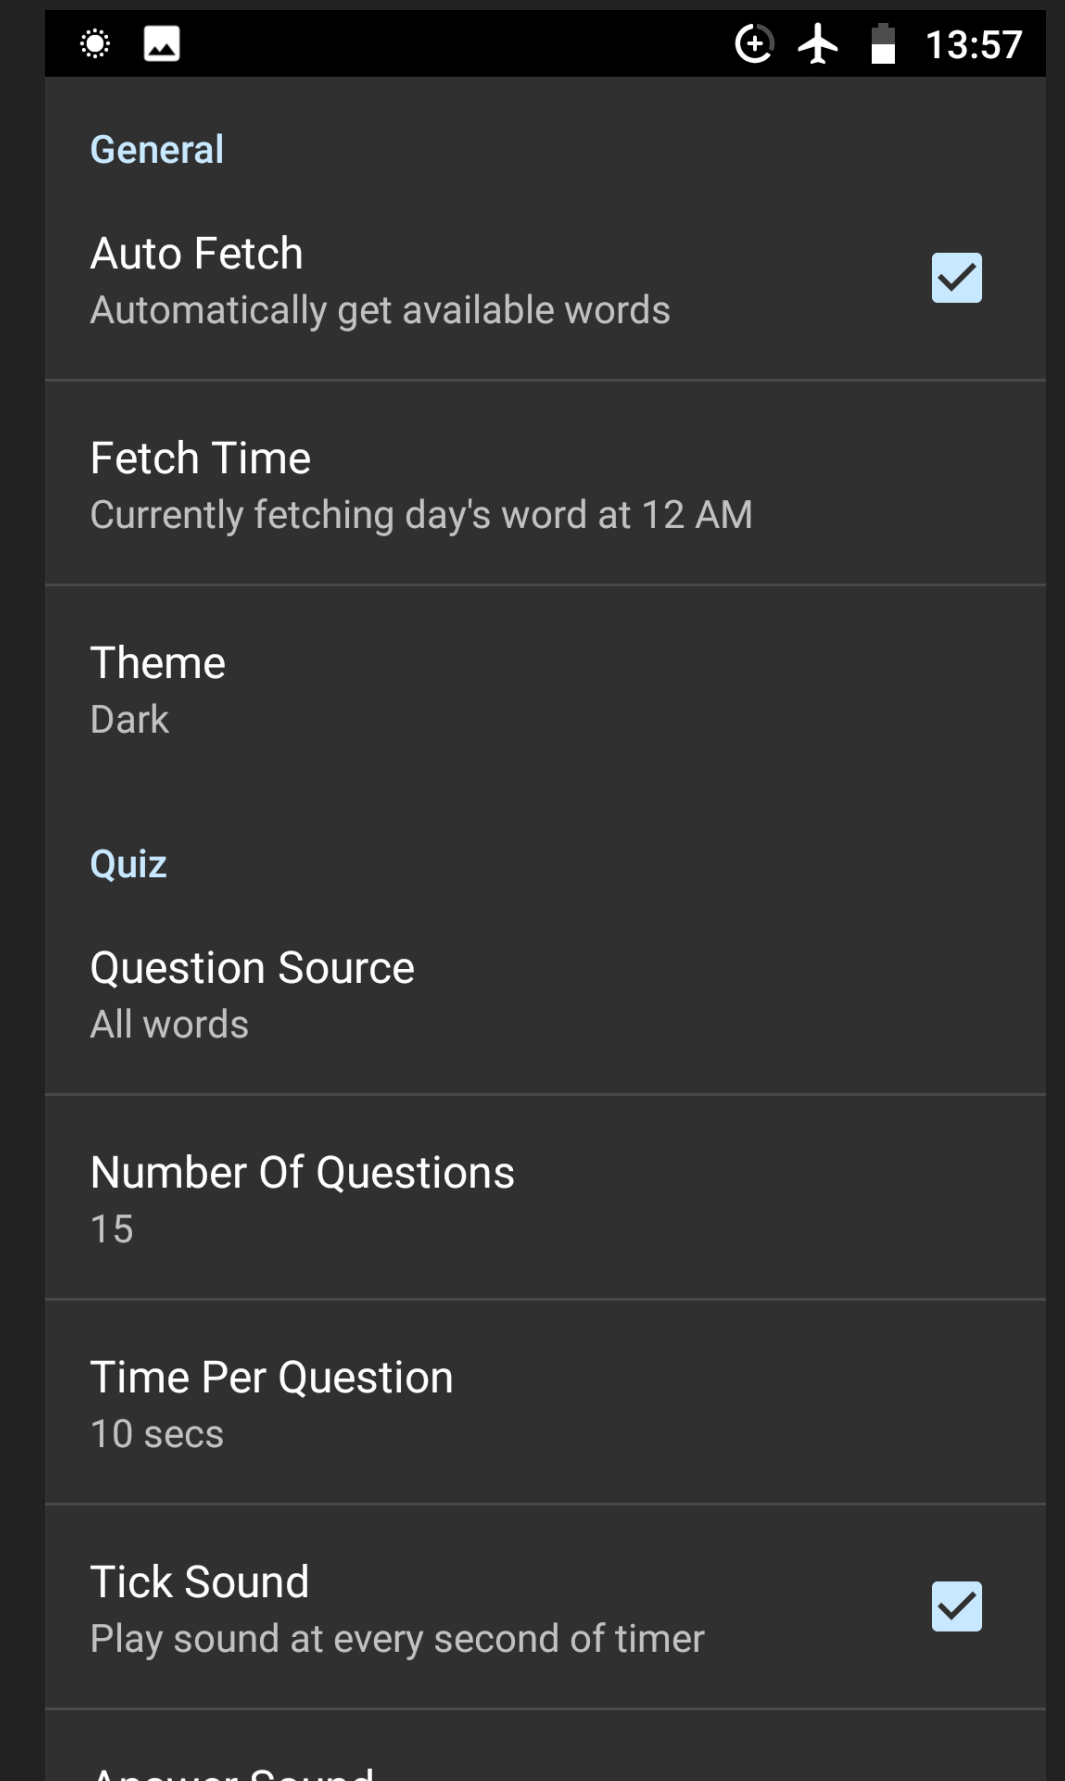 13:57
General
Auto Fetch
Automatically get available words
Fetch Time
Currently fetching day's word at 12 AM
Theme
Dark
Quiz
Question Source
All words
Number Of Questions
15
Time Per Question
10 secs
Tick Sound
Play sound at every second of timer
Answer Sound